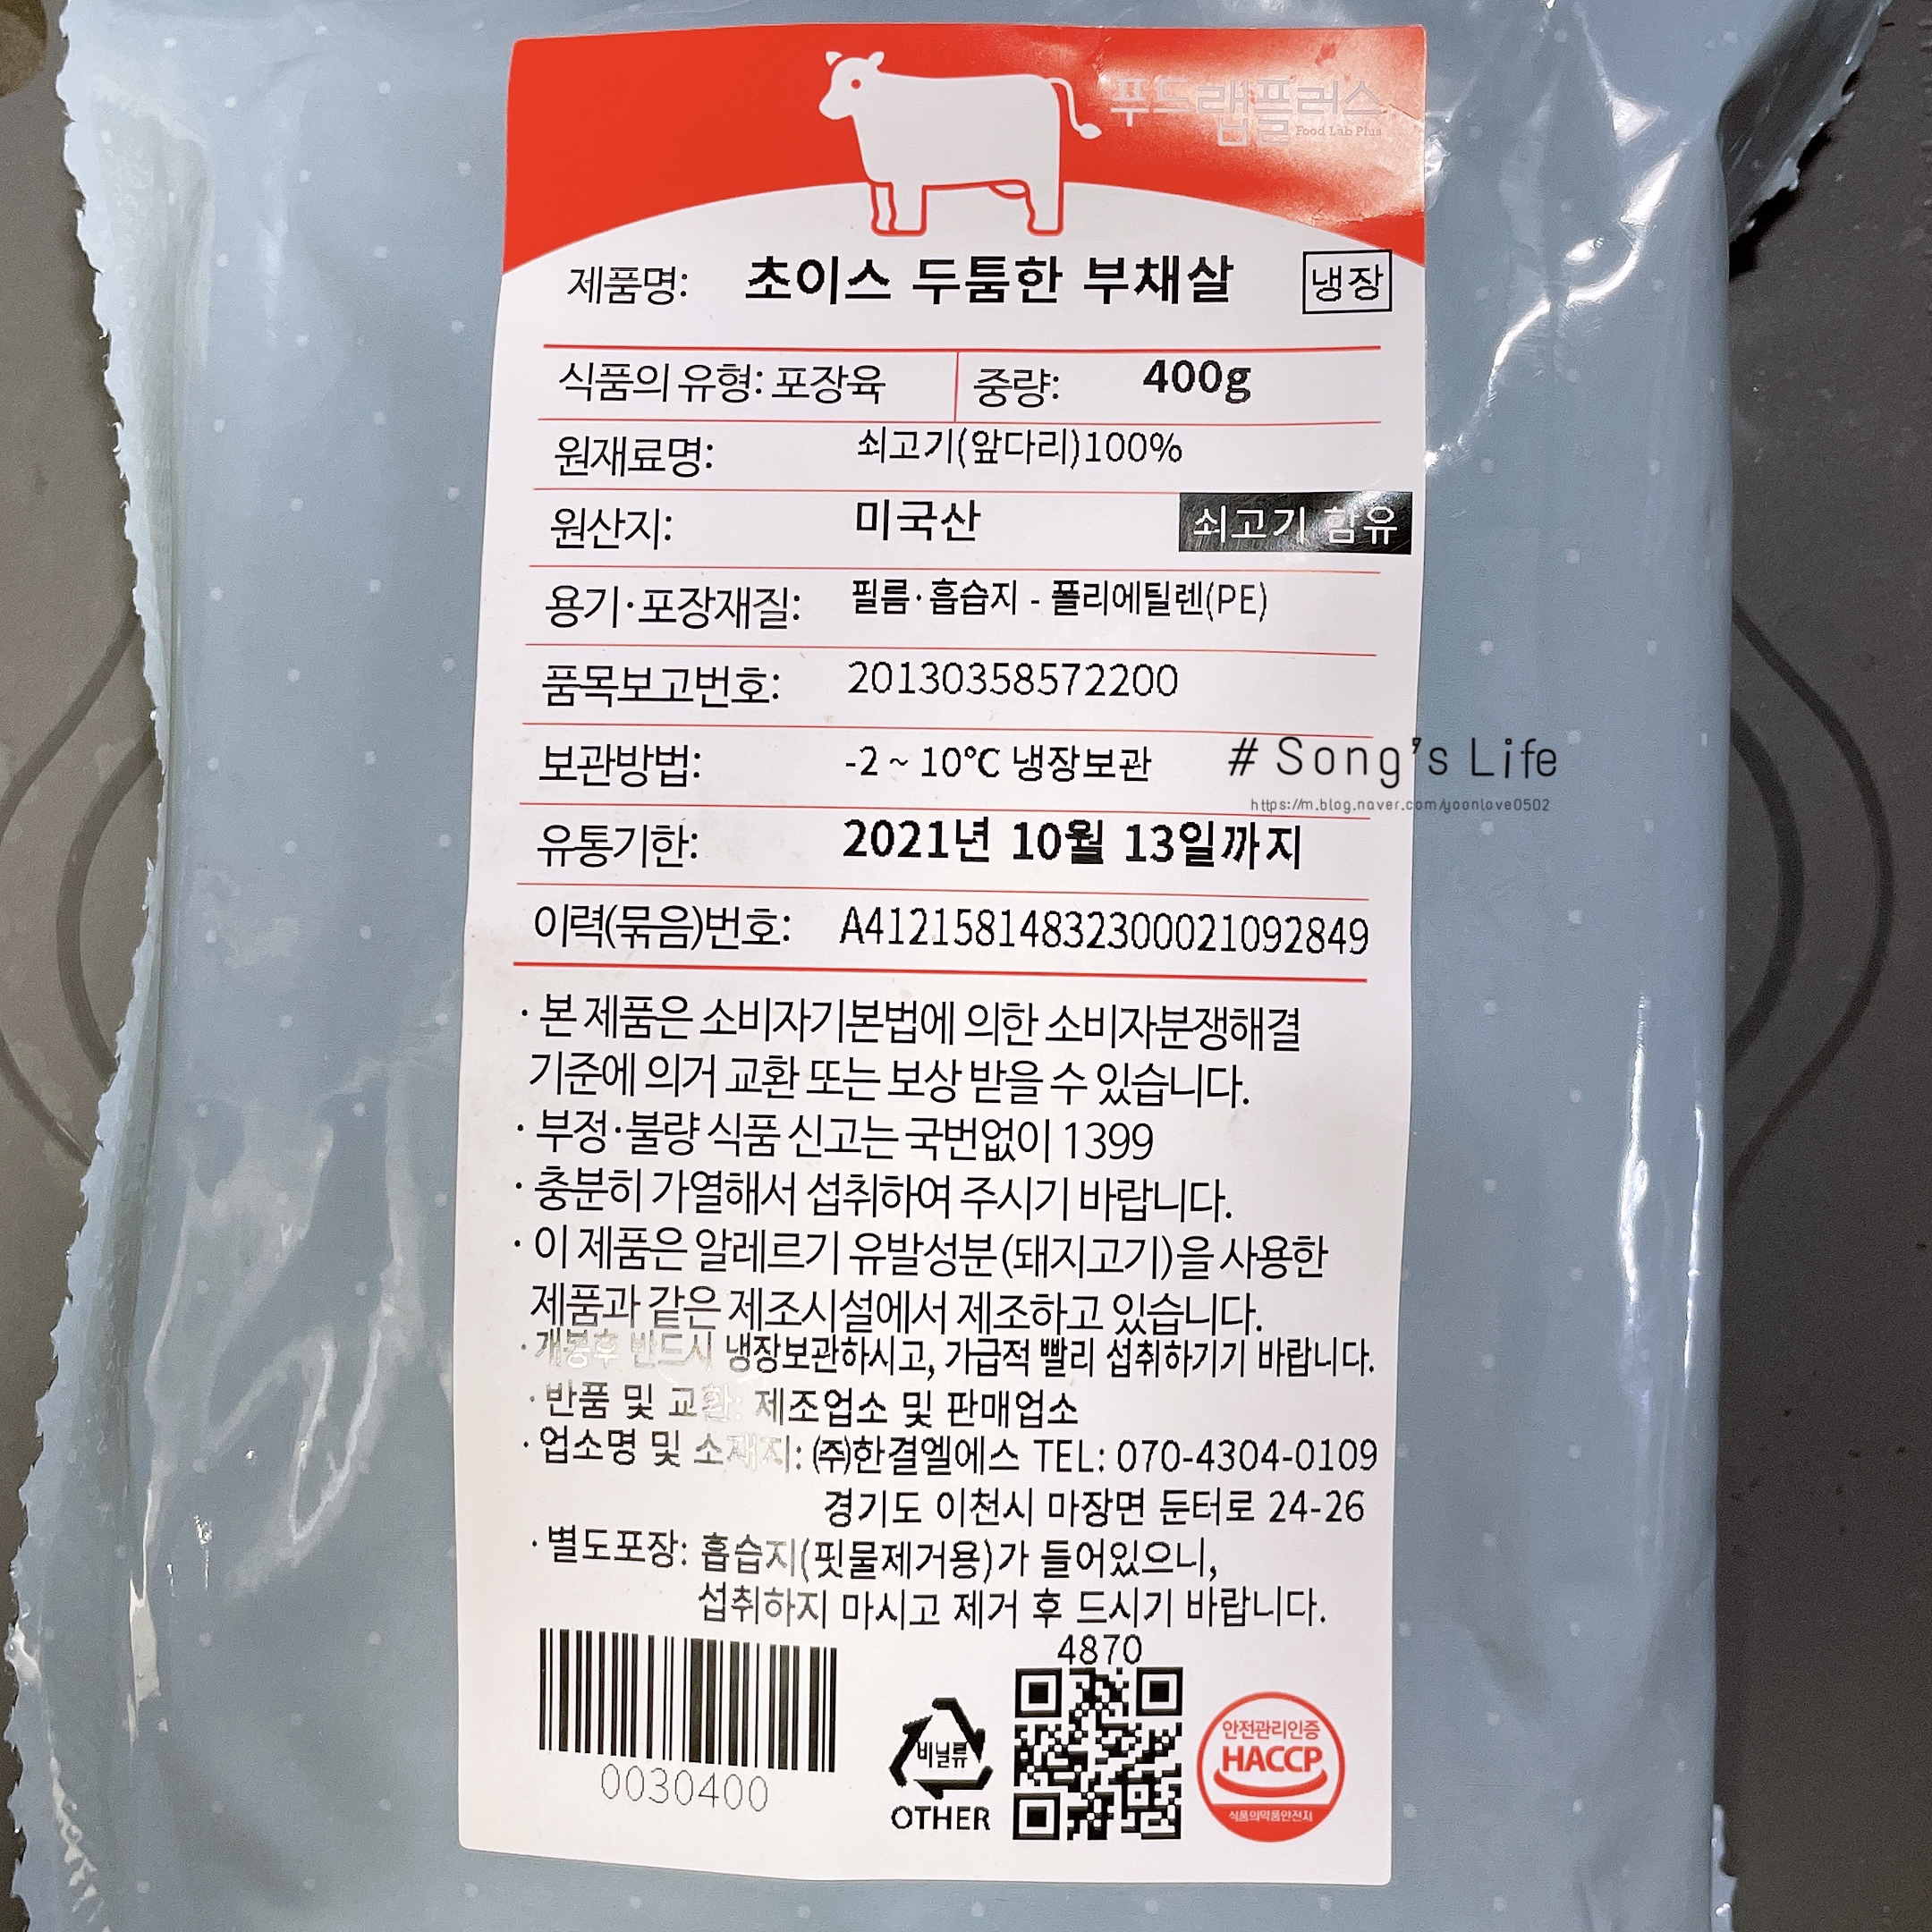 푸드랩플러스
Food Lab Plus
제품명: 초이스 두툼한 부채살 냉장
식품의 유형: 포장육 중량: 400g
원재료명: 쇠고기(앞다리)100%
원산지: 미국산 쇠고기 함유
용기·포장재질: 필름·흡습지 - 폴리에틸렌(PE)
품목보고번호: 20130358572200
보관방법: -2 ~ 10℃ 냉장보관
# Song's Life
https://m.blog.naver.com/yoonlove0502
유통기한: 2021년 10월 13일까지
이력(묶음)번호: A41215814832300021092849
· 본 제품은 소비자기본법에 의한 소비자분쟁해결
기준에 의거 교환 또는 보상 받을 수 있습니다.
· 부정·불량 식품 신고는 국번없이 1399
· 충분히 가열해서 섭취하여 주시기 바랍니다.
· 이 제품은 알레르기 유발성분(돼지고기)을 사용한
제품과 같은 제조시설에서 제조하고 있습니다.
· 개봉후 반드시 냉장보관하시고, 가급적 빨리 섭취하기기 바랍니다.
· 반품 및 교환: 제조업소 및 판매업소
· 업소명 및 소재지: ㈜한결엘에스 TEL: 070-4304-0109
경기도 이천시 마장면 둔터로 24-26
· 별도포장: 흡습지(핏물제거용)가 들어있으니,
섭취하지 마시고 제거 후 드시기 바랍니다.
4870
0030400
비닐류
OTHER
안전관리인증
HACCP
식품의약품안전처